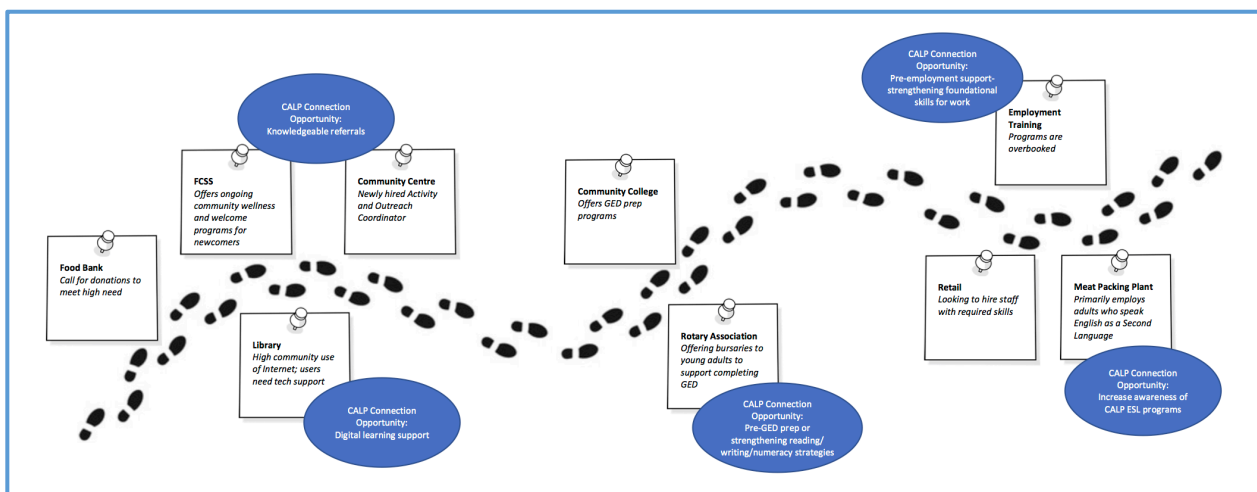 CALP Connection
Opportunity:
Knowledgeable referrals
FCSS
Offers ongoing
community wellness
and welcome
programs for
newcomers
Community Centre
Newly hired Activity
and Outreach
Coordinator
Food Bank
Call for donations to
meet high need
Library
High community use
of Internet; users
need tech support
CALP Connection
Opportunity:
Digital learning support
Community College
Offers GED prep
programs
Rotary Association
Offering bursaries to
young adults to
support completing
GED
CALP Connection
Opportunity:
Pre-GED prep or
strengthening reading/
writing/numeracy strategies
CALP Connection
Opportunity:
Pre-employment support-
strengthening foundational
skills for work
Employment
Training
Programs are
overbooked
Retail
Looking to hire staff
with required skills
Meat Packing Plant
Primarily employs
adults who speak
English as a Second
Language
CALP Connection
Opportunity:
Increase awareness of
CALP ESL programs